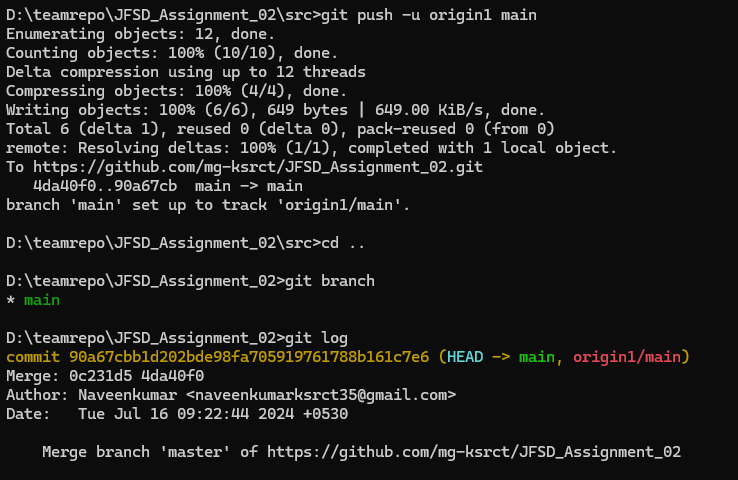 D:\teamrepo\JFSD_Assignment_02\src>git push -u origin1 main
Enumerating objects: 12, done.
Counting objects: 100% (10/10), done.
Delta compression using up to 12 threads
Compressing objects: 100% (4/4), done.
Writing objects: 100% (6/6), 649 bytes | 649.00 KiB/s, done.
Total 6 (delta 1), reused 0 (delta 0), pack-reused 0 (from 0)
remote: Resolving deltas: 100% (1/1), completed with 1 local object.
To https://github.com/mg-ksrct/JFSD_Assignment_02.git
   4da40f0..90a67cb  main -> main
branch 'main' set up to track 'origin1/main'.
D:\teamrepo\JFSD_Assignment_02\src>cd ..
D:\teamrepo\JFSD_Assignment_02>git branch
* main
D:\teamrepo\JFSD_Assignment_02>git log
commit 90a67cbb1d202bde98fa705919761788b161c7e6 (HEAD -> main, origin1/main)
Merge: 0c231d5 4da40f0
Author: Naveenkumar <naveenkumarksrct35@gmail.com>
Date:   Tue Jul 16 09:22:44 2024 +0530
    Merge branch 'master' of https://github.com/mg-ksrct/JFSD_Assignment_02